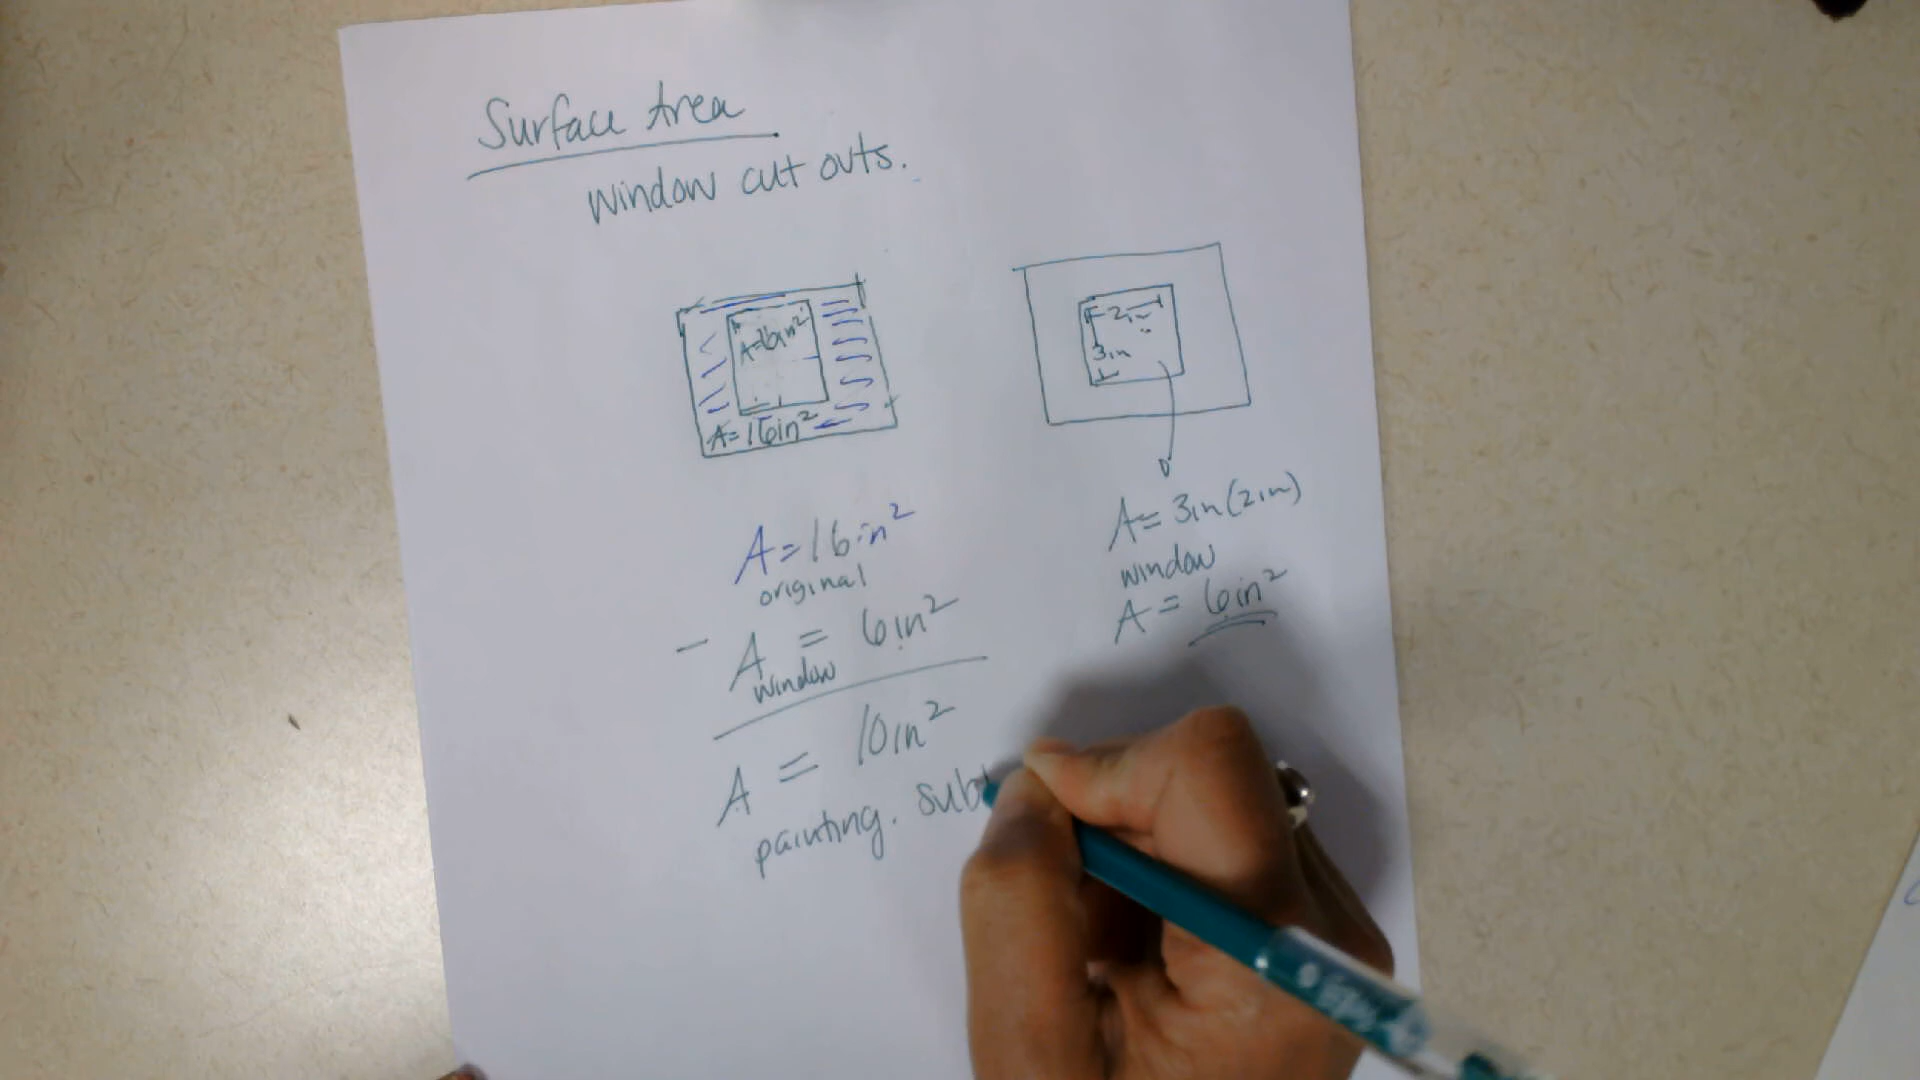 Surface Area
window cut outs.
A=6in²
A=16in²
2in
3in
A=16in²
original
- A = 6in²
window
A = 10in²
painting. subt
A= 3in(2in)
window
A = 6in²